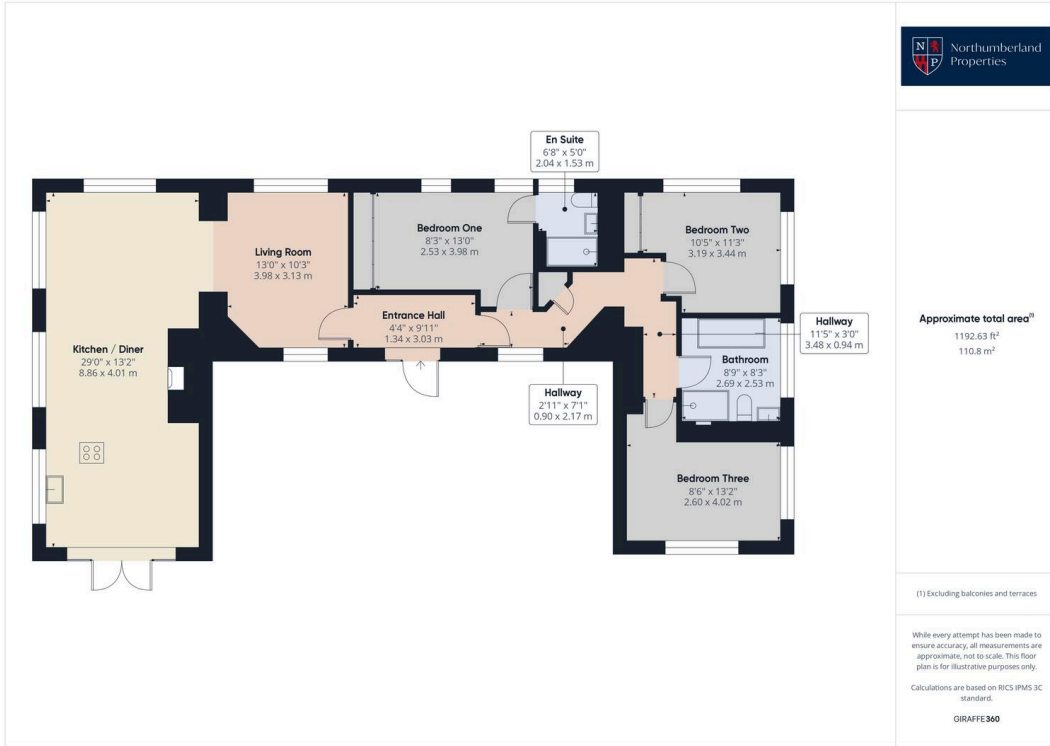 N P
Northumberland
Properties
En Suite
6'8" x 5'0"
2.04 x 1.53 m
Bedroom One
8'3" x 13'0"
2.53 x 3.98 m
Bedroom Two
10'5" x 11'3"
3.19 x 3.44 m
Living Room
13'0" x 10'3"
3.98 x 3.13 m
Entrance Hall
4'4" x 9'11"
1.34 x 3.03 m
Hallway
11'5" x 3'0"
3.48 x 0.94 m
Kitchen / Diner
29'0" x 13'2"
8.86 x 4.01 m
Bathroom
8'9" x 8'3"
2.69 x 2.53 m
Hallway
2'11" x 7'1"
0.90 x 2.17 m
Bedroom Three
8'6" x 13'2"
2.60 x 4.02 m
Approximate total area⁽¹⁾
1192.63 ft²
110.8 m²
(1) Excluding balconies and terraces
While every attempt has been made to
ensure accuracy, all measurements are
approximate, not to scale. This floor
plan is for illustrative purposes only.
Calculations are based on RICS IPMS 3C
standard.
GIRAFFE360